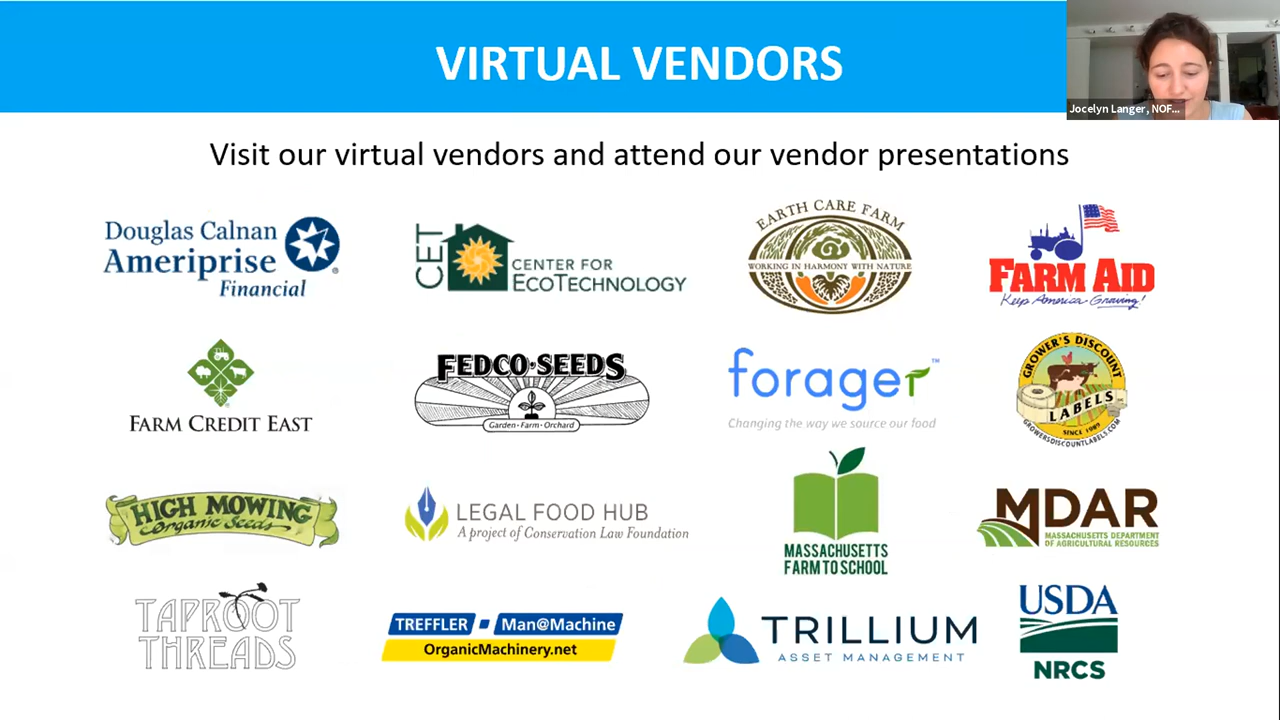 VIRTUAL VENDORS
Jocelyn Langer, NOF...
Visit our virtual vendors and attend our vendor presentations
Douglas Calnan
Ameriprise
Financial
CET
CENTER FOR
ECOTECHNOLOGY
EARTH CARE FARM
WORKING IN HARMONY WITH NATURE
FARM AID
Keep America Growing!
FARM CREDIT EAST
FEDCO·SEEDS
Garden · Farm · Orchard
forager™
Changing the way we source our food
GROWER'S DISCOUNT
LABELS
SINCE 1989
GROWERSDISCOUNTLABELS.COM
HIGH MOWING
Organic Seeds
LEGAL FOOD HUB
A project of Conservation Law Foundation
MASSACHUSETTS
FARM TO SCHOOL
MDAR
MASSACHUSETTS DEPARTMENT
OF AGRICULTURAL RESOURCES
TAPROOT
THREADS
TREFFLER ▪ Man@Machine
OrganicMachinery.net
TRILLIUM
ASSET MANAGEMENT
USDA
NRCS